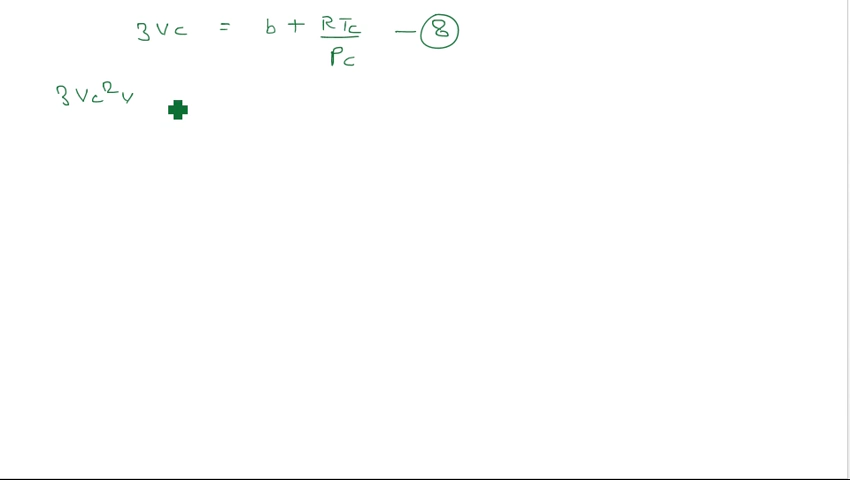 3Vc = b + RTc/Pc — 8
3Vc²v